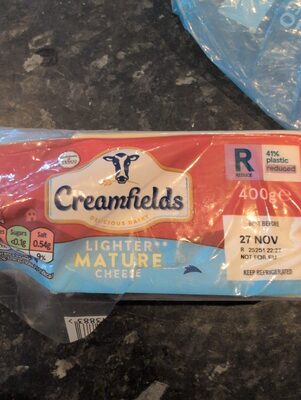 Creamfields
DELICIOUS DAIRY
LIGHTER**
MATURE
CHEESE
Sugars
<0.1g
Salt
0.54g
9%
R
REDUCE
41%
plastic
reduced
400g
BEST BEFORE
27 NOV
NOT FOR EU
KEEP REFRIGERATED